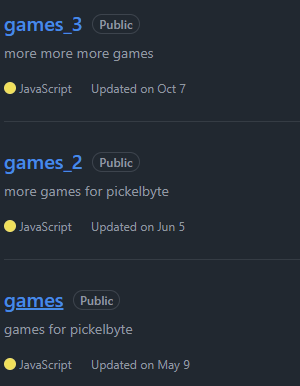 games_3 Public
more more more games
JavaScript Updated on Oct 7
games_2 Public
more games for pickelbyte
JavaScript Updated on Jun 5
games Public
games for pickelbyte
JavaScript Updated on May 9